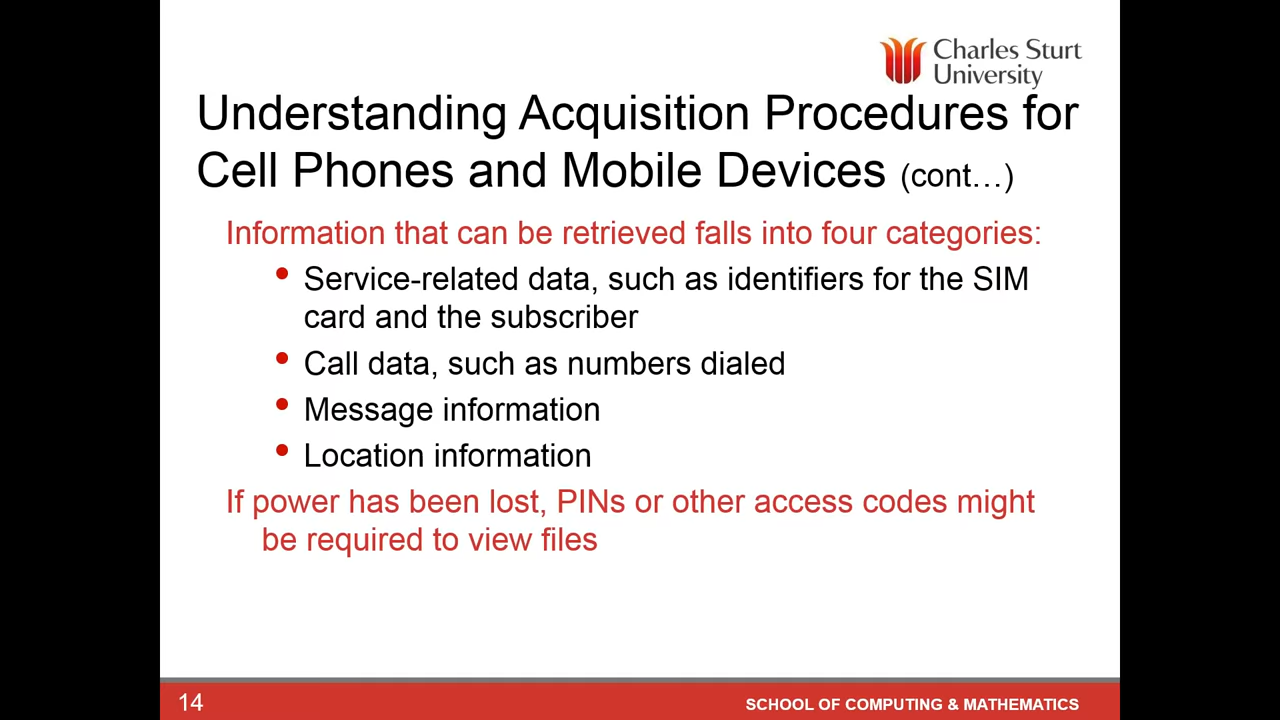 Charles Sturt
University
Understanding Acquisition Procedures for
Cell Phones and Mobile Devices (cont…)
Information that can be retrieved falls into four categories:
• Service-related data, such as identifiers for the SIM
card and the subscriber
• Call data, such as numbers dialed
• Message information
• Location information
If power has been lost, PINs or other access codes might
be required to view files
14
SCHOOL OF COMPUTING & MATHEMATICS